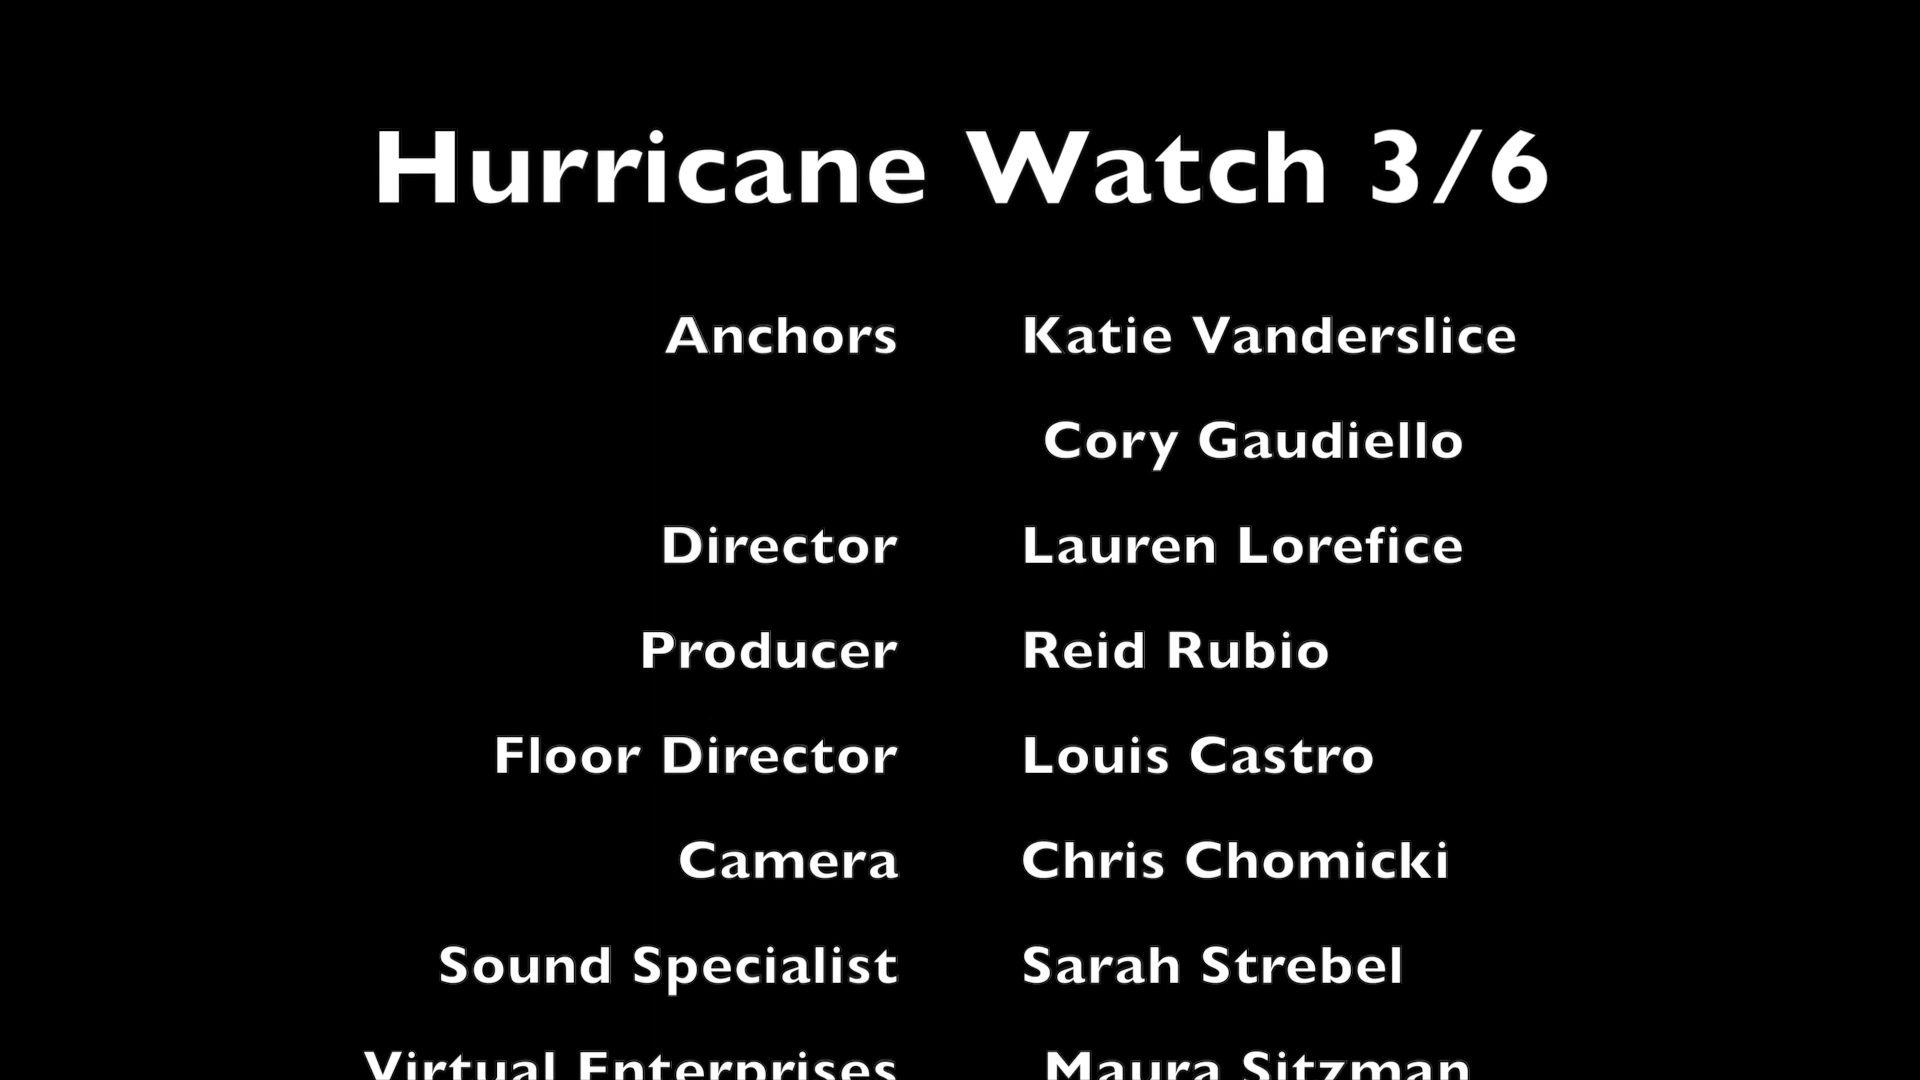 Hurricane Watch 3/6
Anchors Katie Vanderslice
Cory Gaudiello
Director Lauren Lorefice
Producer Reid Rubio
Floor Director Louis Castro
Camera Chris Chomicki
Sound Specialist Sarah Strebel
Virtual Enterprises Maura Sitzman